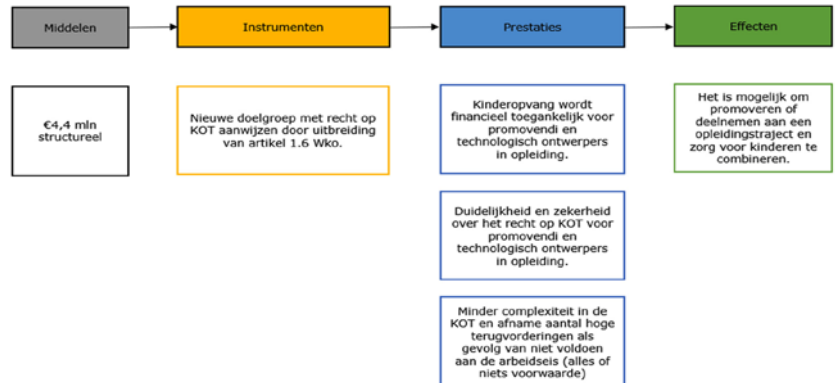 Middelen
Instrumenten
Prestaties
Effecten
€4,4 mln
structureel
Nieuwe doelgroep met recht op
KOT aanwijzen door uitbreiding
van artikel 1.6 Wko.
Kinderopvang wordt
financieel toegankelijk voor
promovendi en
technologisch ontwerpers
in opleiding.
Het is mogelijk om
promoveren of
deelnemen aan een
opleidingstraject en
zorg voor kinderen te
combineren.
Duidelijkheid en zekerheid
over het recht op KOT voor
promovendi en
technologisch ontwerpers
in opleiding.
Minder complexiteit in de
KOT en afname aantal hoge
terugvorderingen als
gevolg van niet voldoen
aan de arbeidseis (alles of
niets voorwaarde)